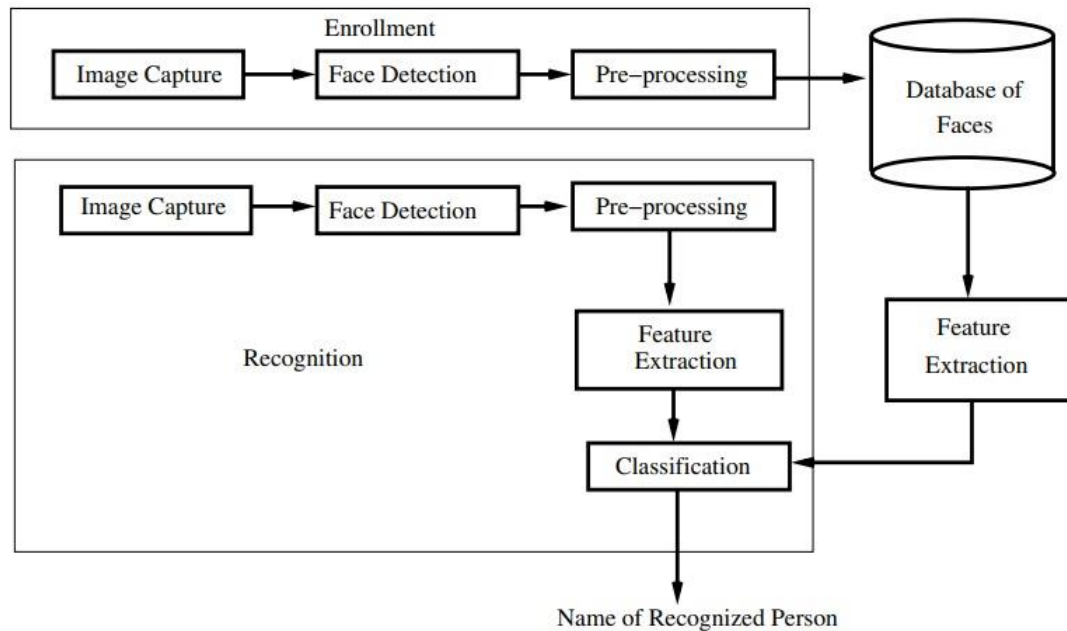 Enrollment
Image Capture
Face Detection
Pre−processing
Database of
Faces
Image Capture
Face Detection
Pre−processing
Feature
Extraction
Feature
Extraction
Recognition
Classification
Name of Recognized Person